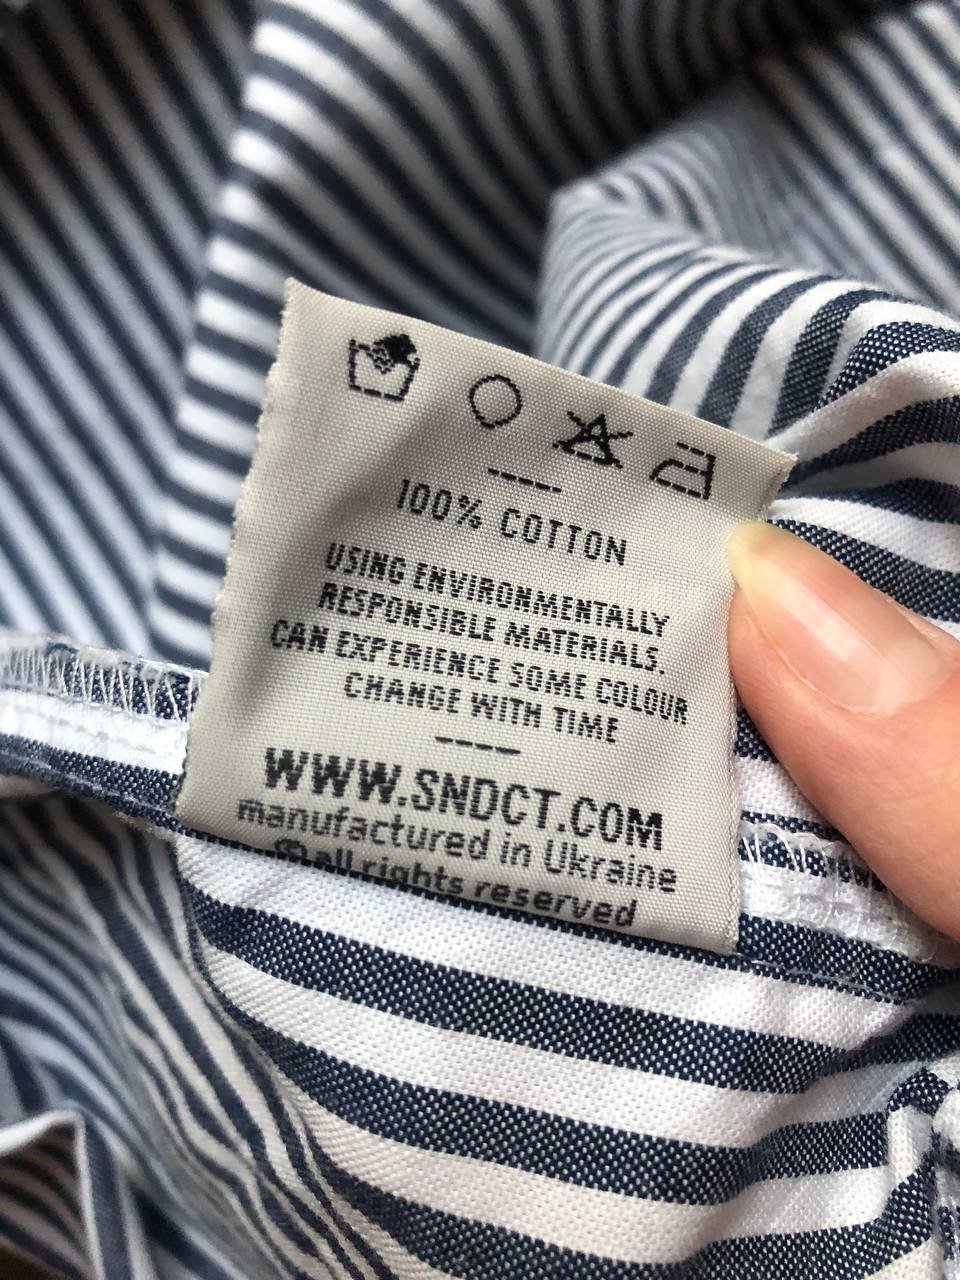 100% COTTON
USING ENVIRONMENTALLY
RESPONSIBLE MATERIALS.
CAN EXPERIENCE SOME COLOUR
CHANGE WITH TIME
WWW.SNDCT.COM
manufactured in Ukraine
© all rights reserved